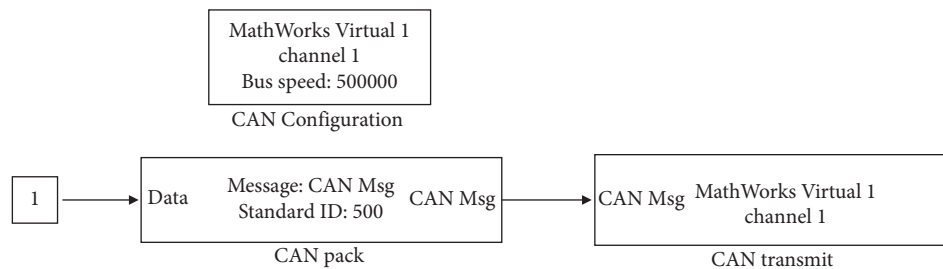 MathWorks Virtual 1
channel 1
Bus speed: 500000
CAN Configuration
1
Data
Message: CAN Msg
Standard ID: 500
CAN Msg
CAN pack
CAN Msg
MathWorks Virtual 1
channel 1
CAN transmit